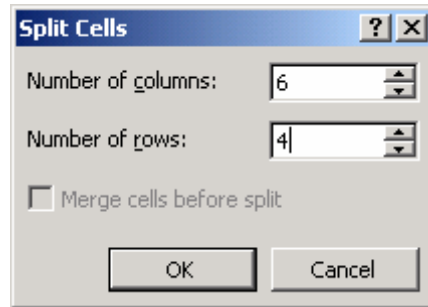 Split Cells
Number of columns: 6
Number of rows: 4
Merge cells before split
OK Cancel